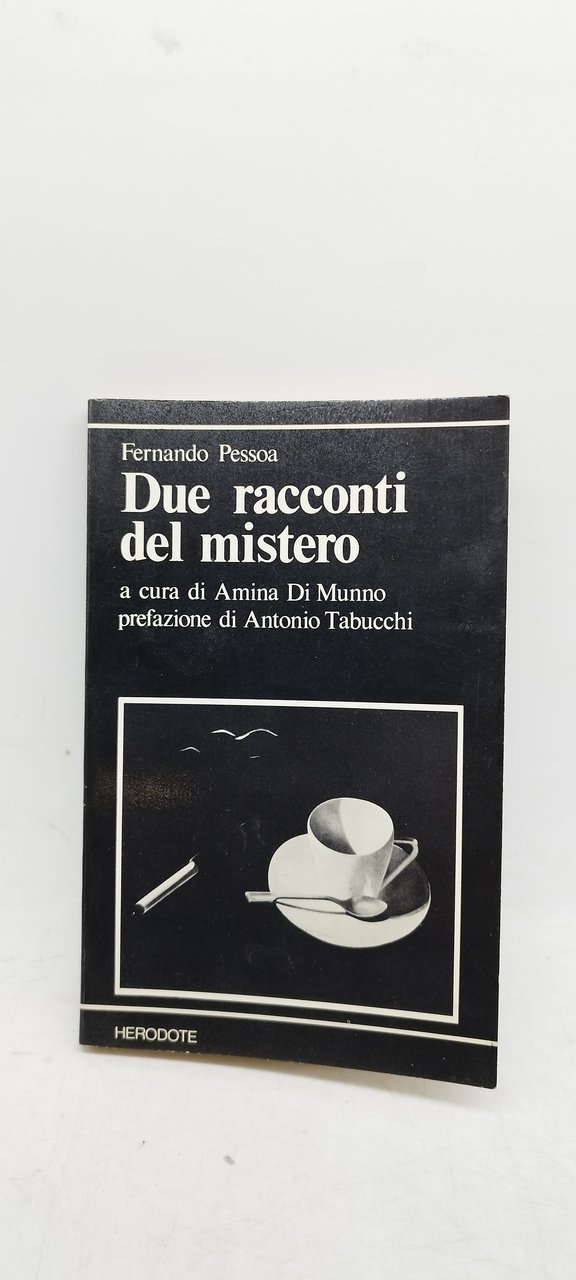 Fernando Pessoa
Due racconti
del mistero
a cura di Amina Di Munno
prefazione di Antonio Tabucchi
HERODOTE